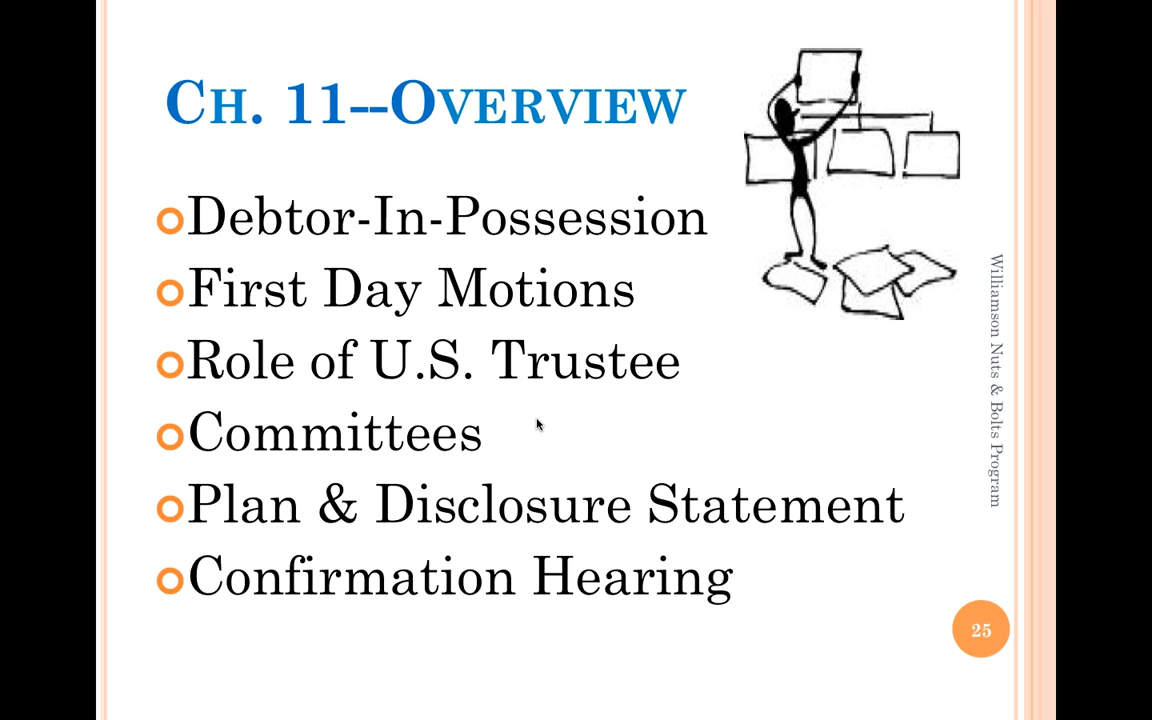 Ch. 11--Overview
Debtor-In-Possession
First Day Motions
Role of U.S. Trustee
Committees
Plan & Disclosure Statement
Confirmation Hearing
Williamson Nuts & Bolts Program
25